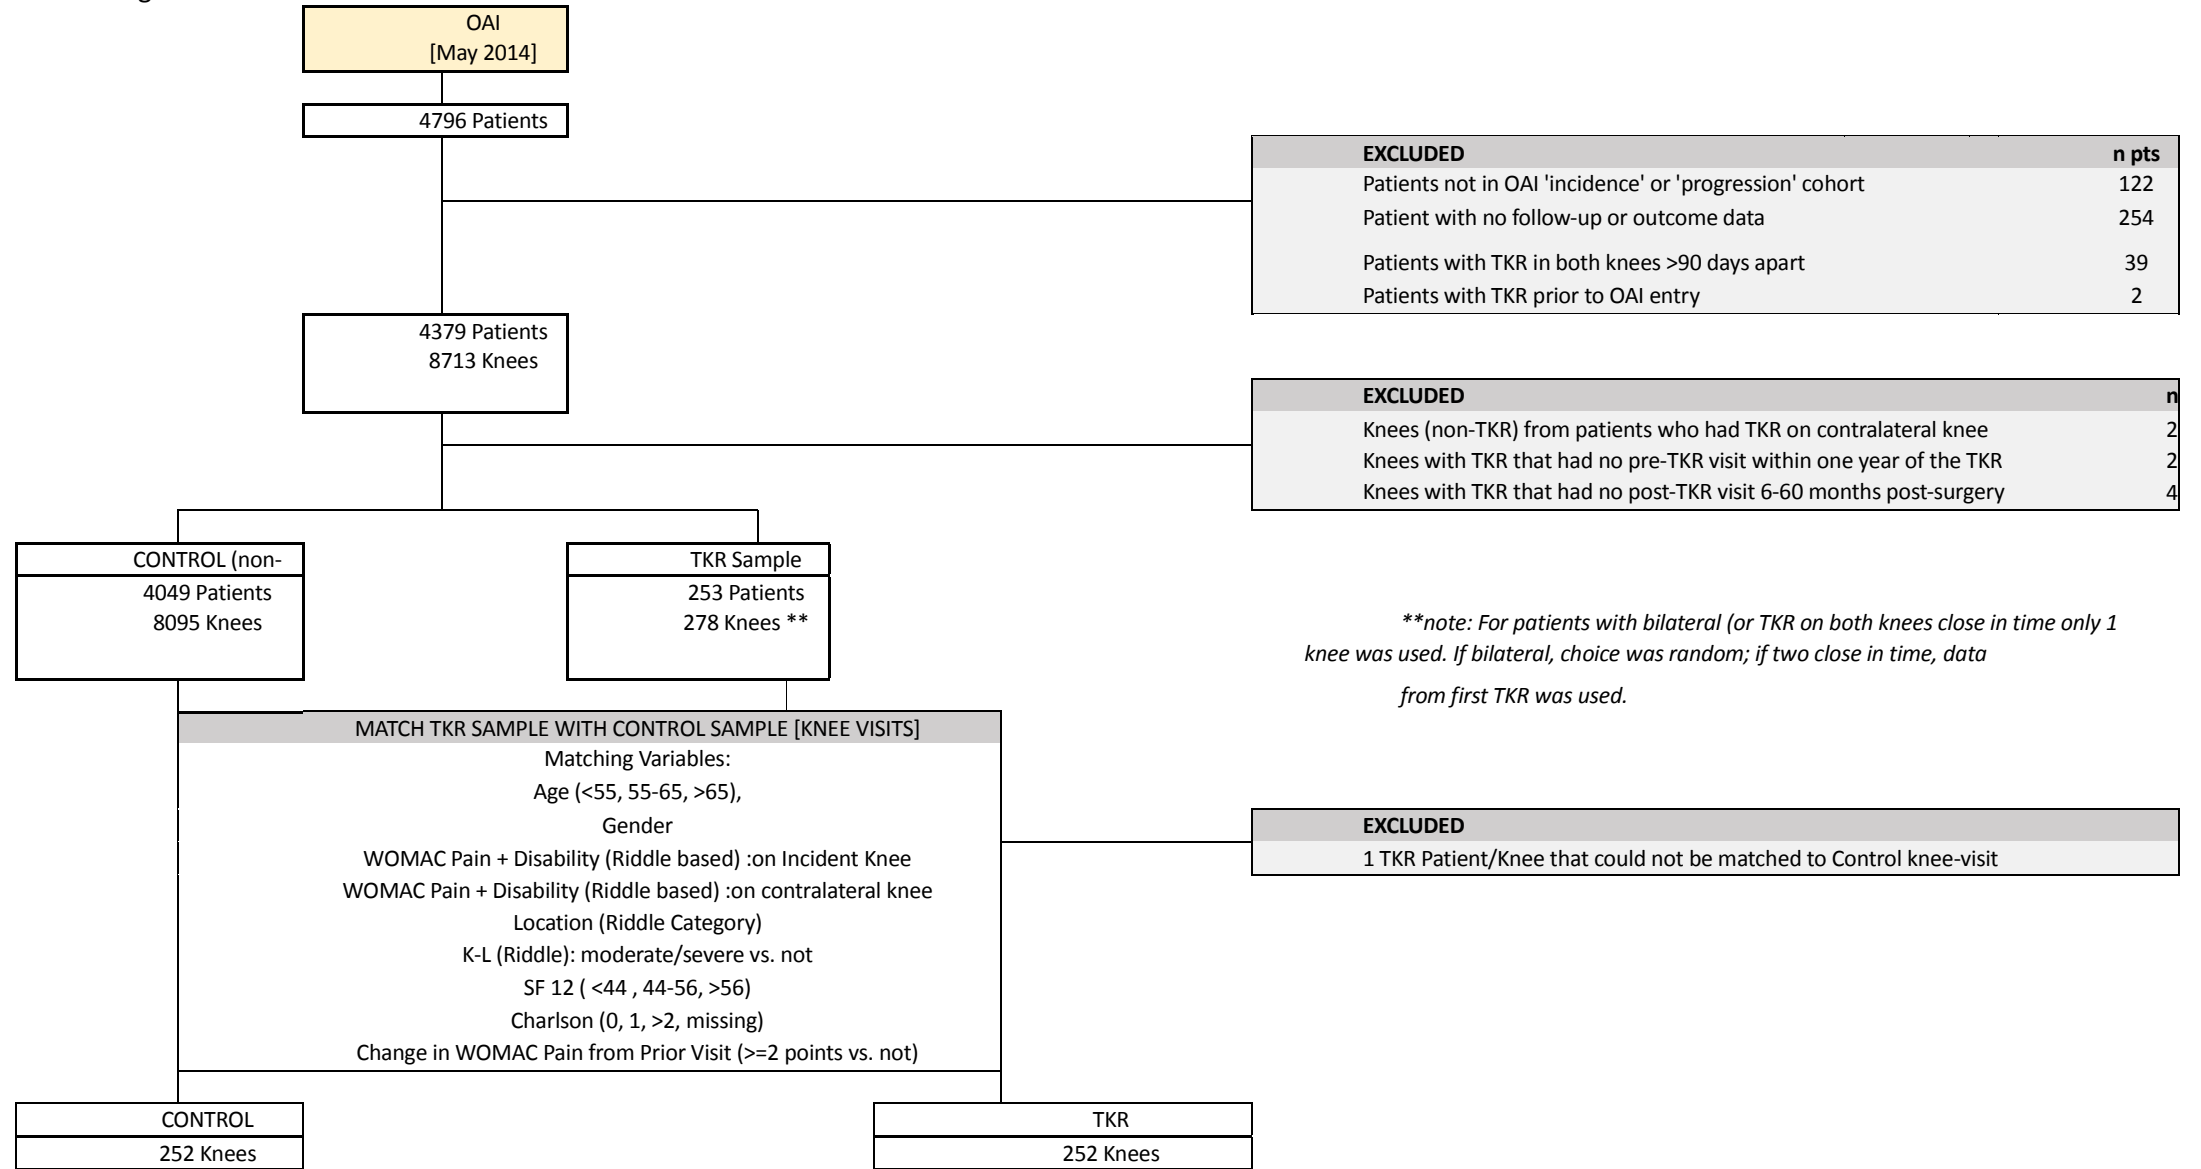 OAI
[May 2014]
4796 Patients
EXCLUDED n pts
Patients not in OAI 'incidence' or 'progression' cohort 122
Patient with no follow-up or outcome data 254
Patients with TKR in both knees >90 days apart 39
Patients with TKR prior to OAI entry 2
4379 Patients
8713 Knees
EXCLUDED n
Knees (non-TKR) from patients who had TKR on contralateral knee 2
Knees with TKR that had no pre-TKR visit within one year of the TKR 2
Knees with TKR that had no post-TKR visit 6-60 months post-surgery 4
CONTROL (non-
4049 Patients
8095 Knees
TKR Sample
253 Patients
278 Knees **
**note: For patients with bilateral (or TKR on both knees close in time only 1
knee was used. If bilateral, choice was random; if two close in time, data
from first TKR was used.
MATCH TKR SAMPLE WITH CONTROL SAMPLE [KNEE VISITS]
Matching Variables:
Age (<55, 55-65, >65),
Gender
WOMAC Pain + Disability (Riddle based) :on Incident Knee
WOMAC Pain + Disability (Riddle based) :on contralateral knee
Location (Riddle Category)
K-L (Riddle): moderate/severe vs. not
SF 12 ( <44 , 44-56, >56)
Charlson (0, 1, >2, missing)
Change in WOMAC Pain from Prior Visit (>=2 points vs. not)
EXCLUDED
1 TKR Patient/Knee that could not be matched to Control knee-visit
CONTROL
252 Knees
TKR
252 Knees